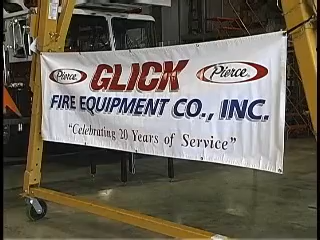 Pierce GLICK Pierce
FIRE EQUIPMENT CO., INC.
"Celebrating 20 Years of Service"